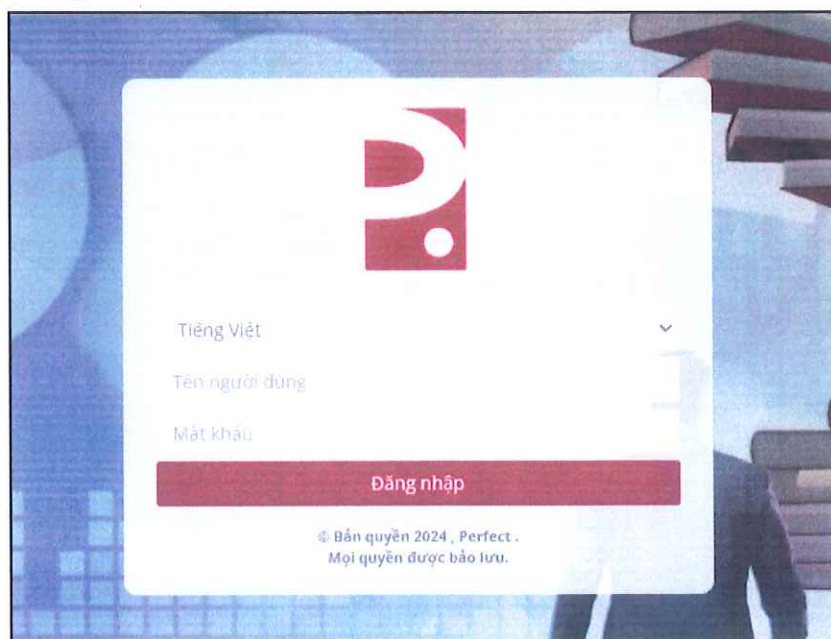 Tiếng Việt
Tên người dùng
Mật khẩu
Đăng nhập
© Bản quyền 2024 , Perfect .
Mọi quyền được bảo lưu.